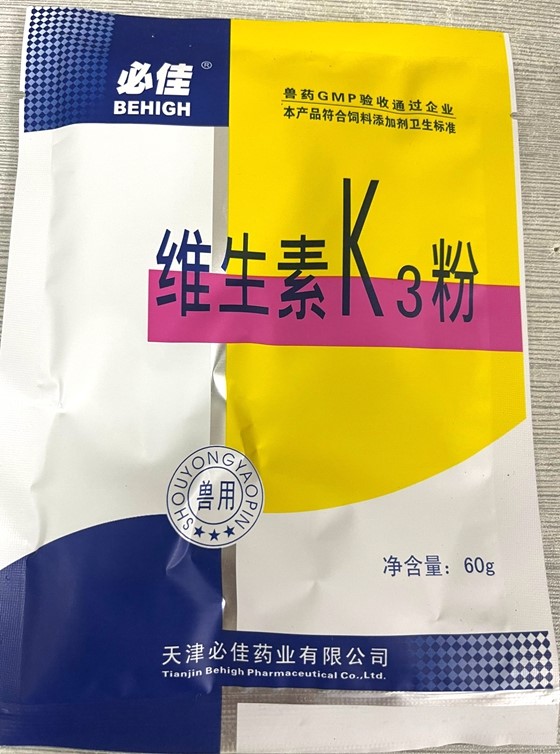 必佳®
BEHIGH
兽药GMP验收通过企业
本产品符合饲料添加剂卫生标准
维生素K3粉
SHOUYONGYAOPIN
兽用
净含量：60g
天津必佳药业有限公司
Tianjin Behigh Pharmaceutical Co.,Ltd.